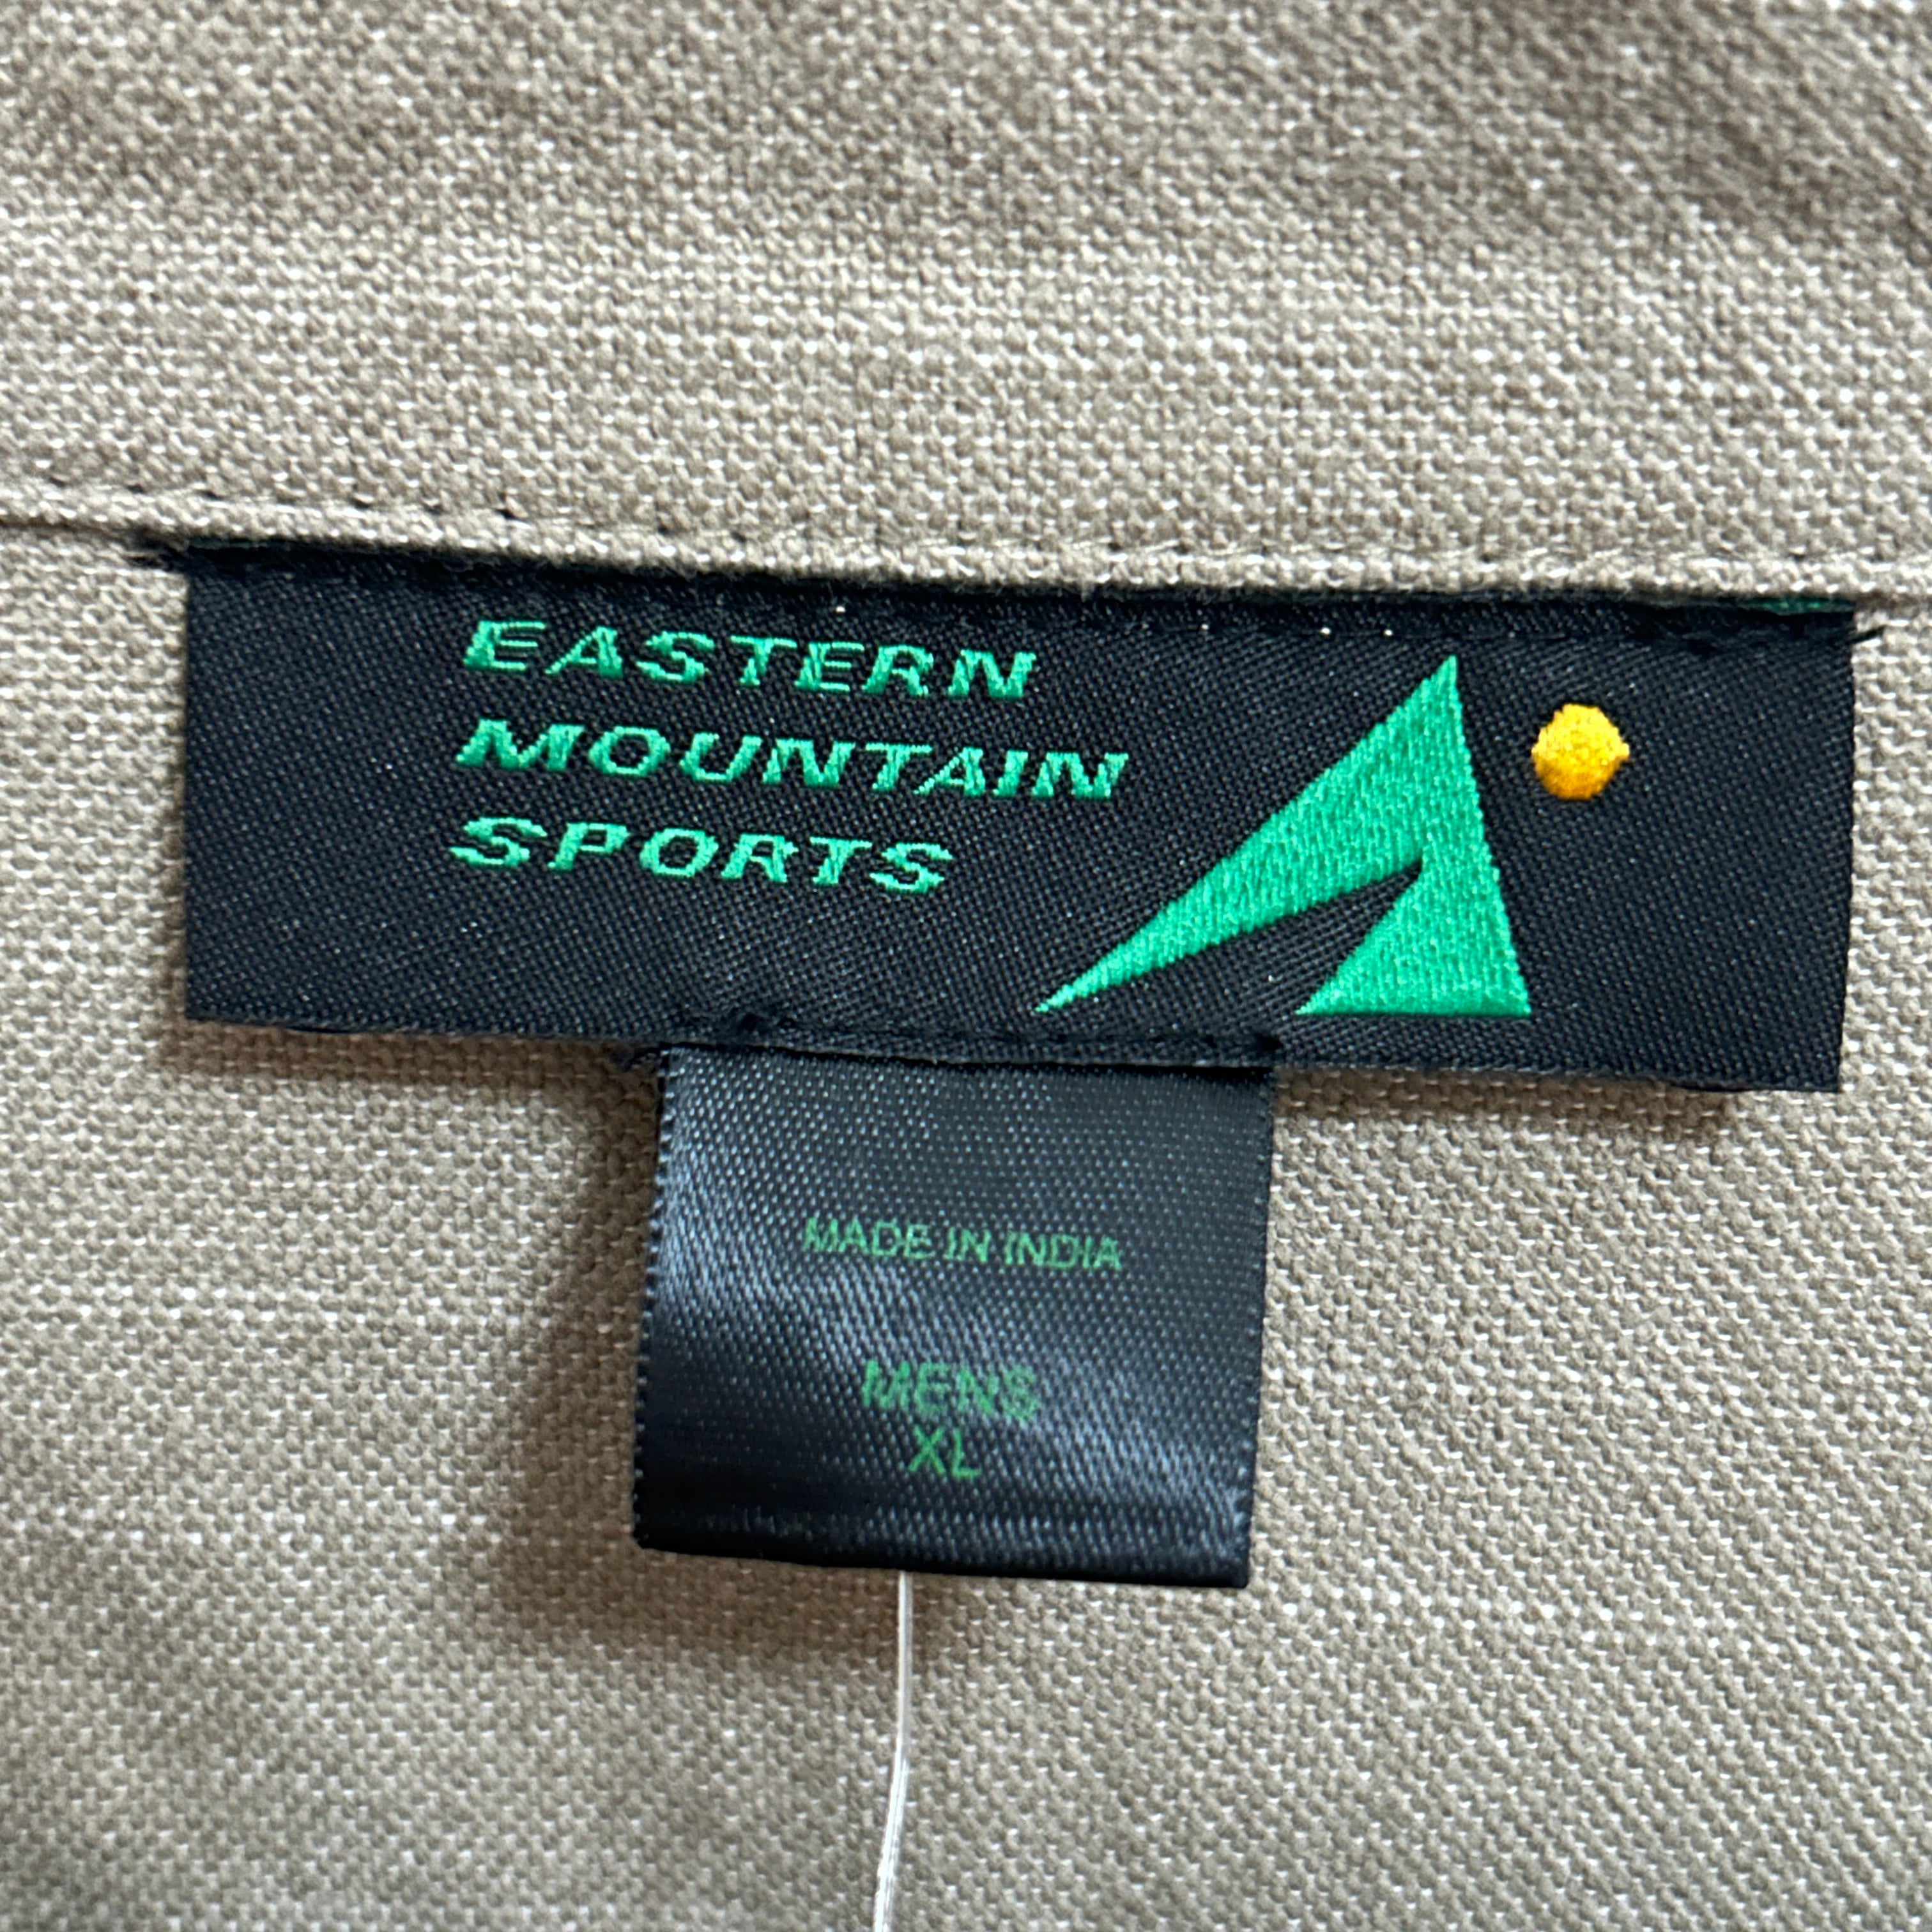 EASTERN
MOUNTAIN
SPORTS
MADE IN INDIA
MENS
XL